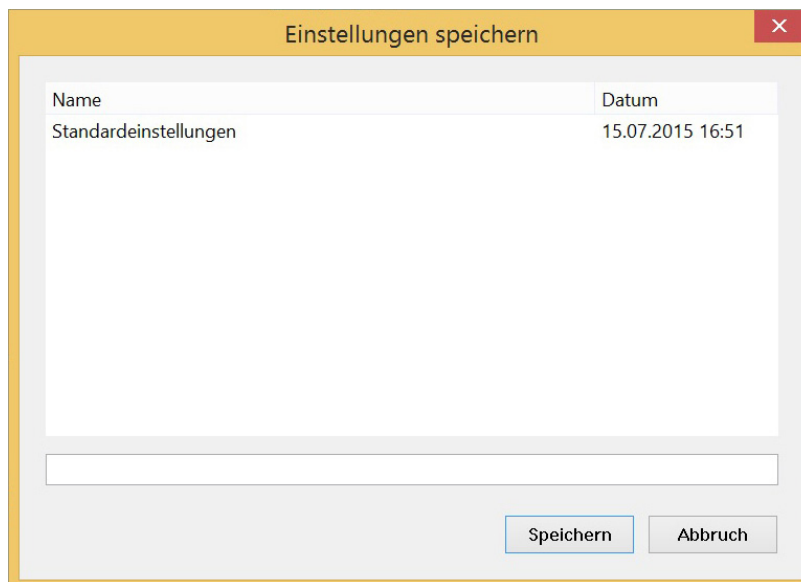 Einstellungen speichern
Name Datum
Standardeinstellungen 15.07.2015 16:51
Speichern Abbruch